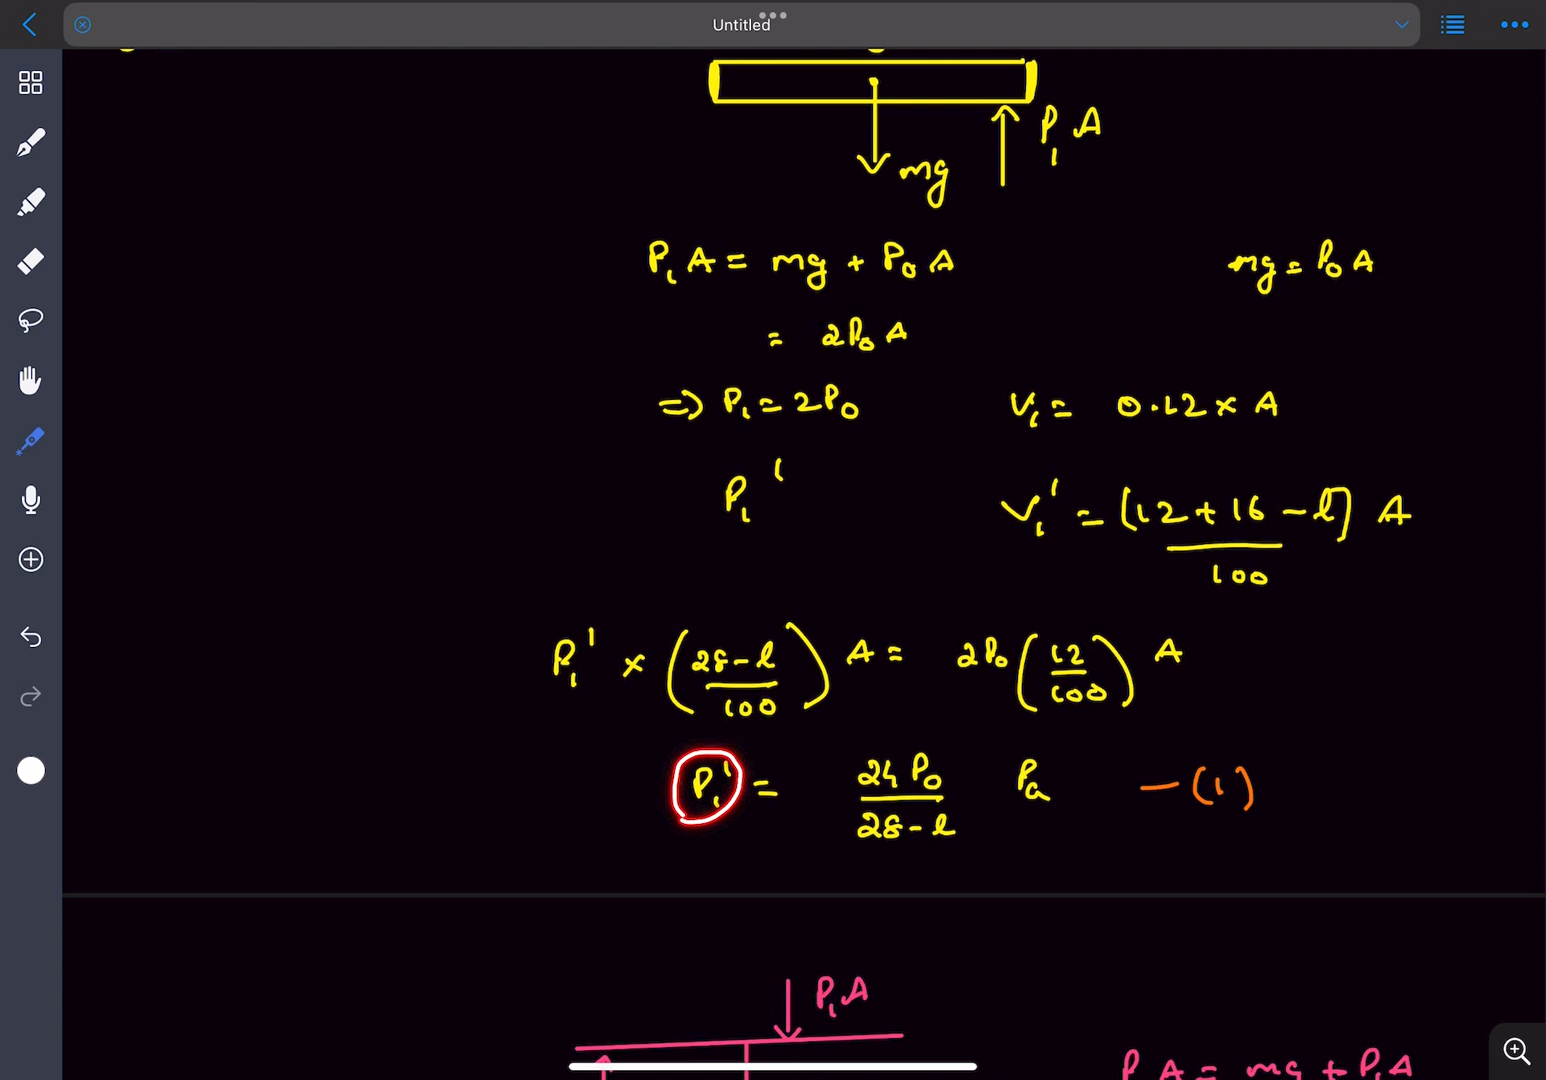 Untitled
P₁A
mg
P₁A = mg + P₀A
mg = P₀A
= 2P₀A
=> P₁ = 2P₀
V₁ = 0.12 × A
P₁'
V₁' = (12 + 16 - l) A
100
P₁' × (28-l/100) A = 2P₀ (12/100) A
P₁' = 24P₀/28-l Pa — (1)
P₁A
P A = mg + P₁A